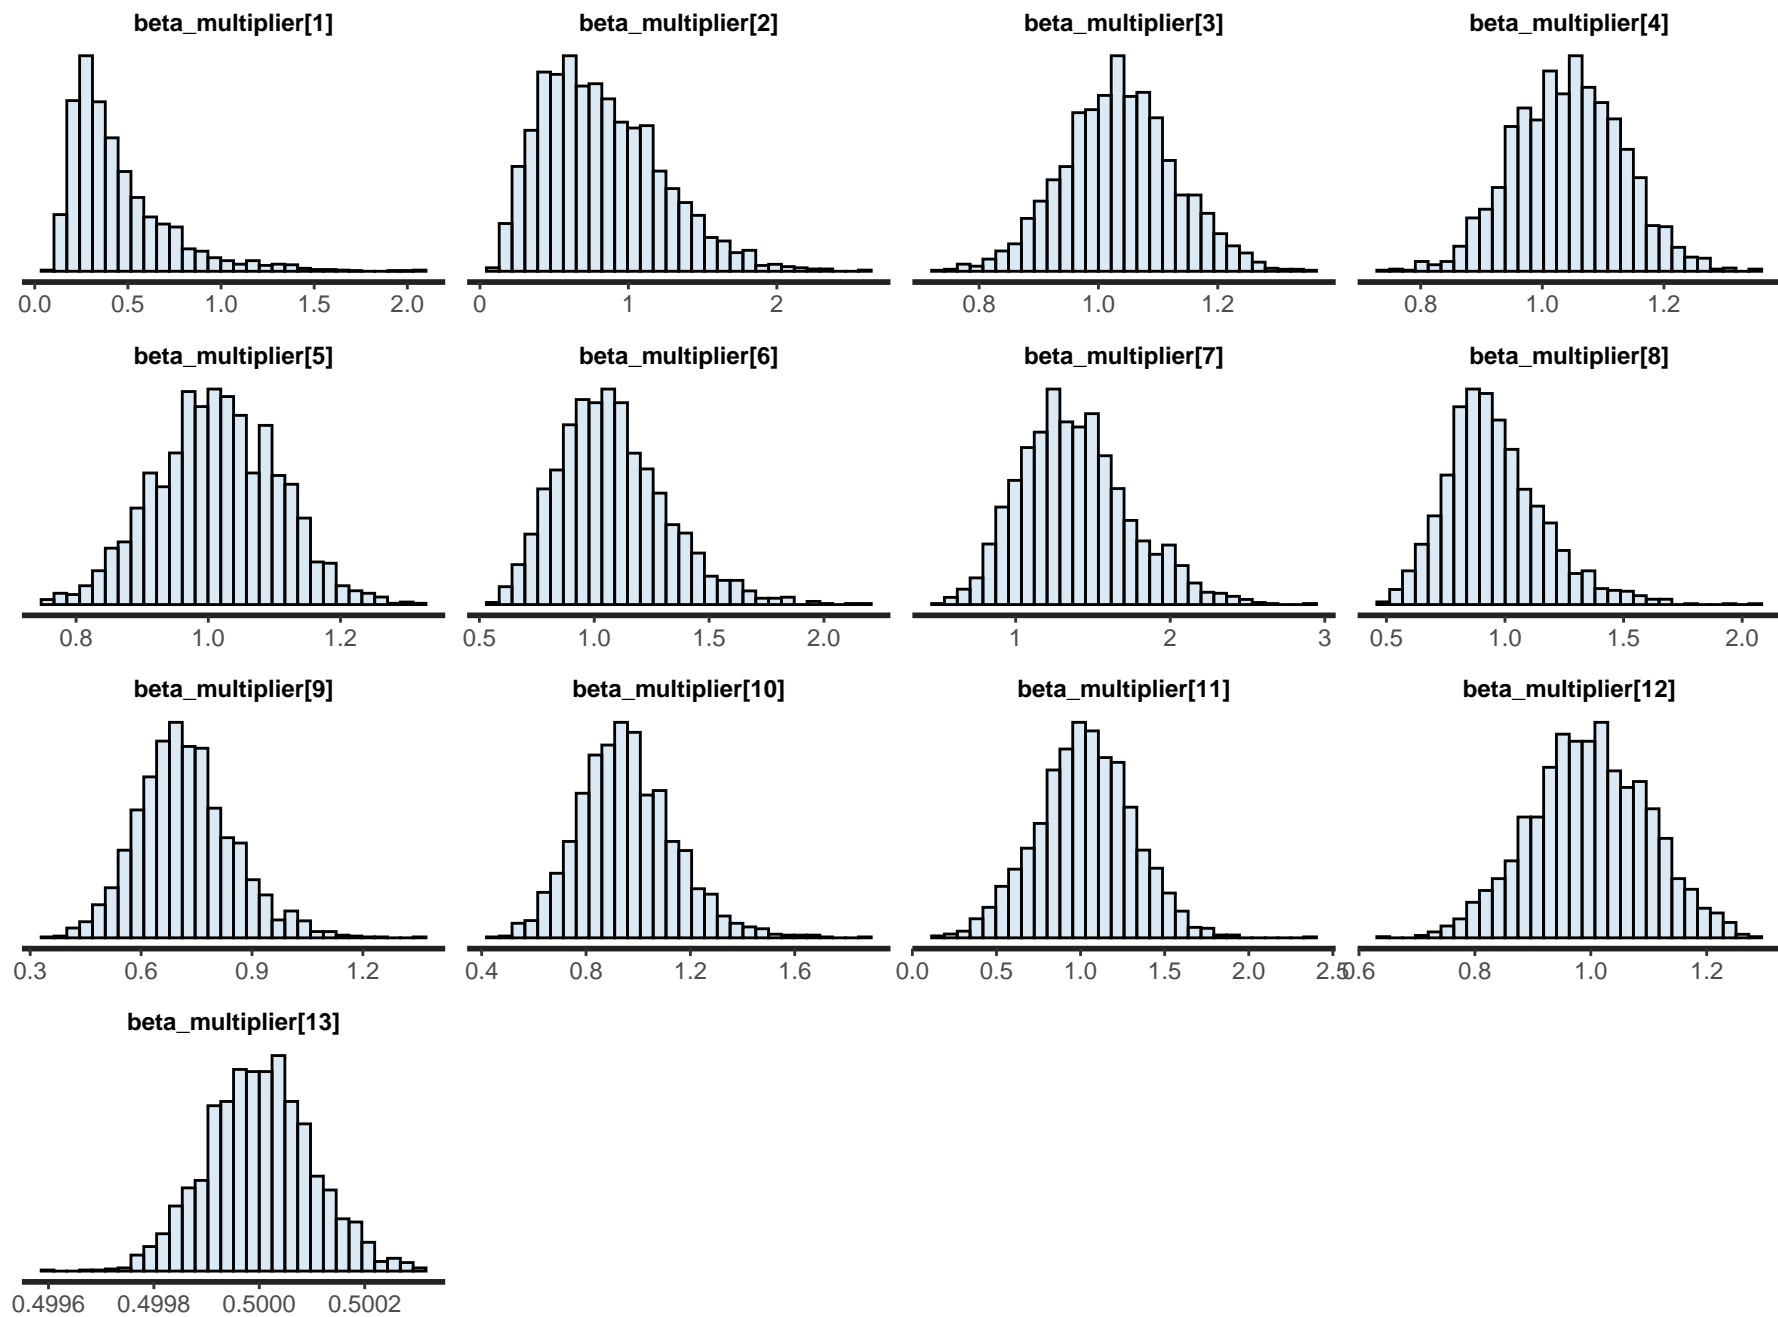 beta_multiplier[1] beta_multiplier[2] beta_multiplier[3] beta_multiplier[4]
0.0 0.5 1.0 1.5 2.0 0 1 2 0.8 1.0 1.2 0.8 1.0 1.2
beta_multiplier[5] beta_multiplier[6] beta_multiplier[7] beta_multiplier[8]
0.8 1.0 1.2 0.5 1.0 1.5 2.0 1 2 3 0.5 1.0 1.5 2.0
beta_multiplier[9] beta_multiplier[10] beta_multiplier[11] beta_multiplier[12]
0.3 0.6 0.9 1.2 0.4 0.8 1.2 1.6 0.0 0.5 1.0 1.5 2.0 2.5 0.6 0.8 1.0 1.2
beta_multiplier[13]
0.4996 0.4998 0.5000 0.5002